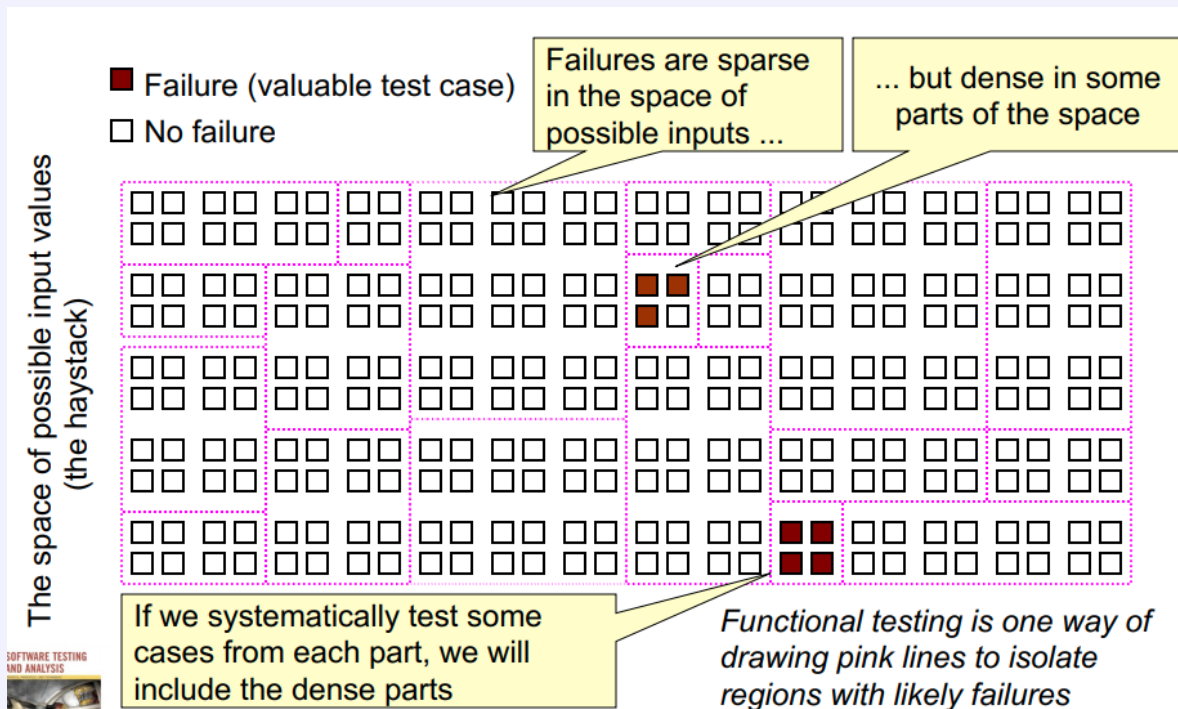 Failure (valuable test case)
No failure
Failures are sparse
in the space of
possible inputs ...
... but dense in some
parts of the space
The space of possible input values
(the haystack)
If we systematically test some
cases from each part, we will
include the dense parts
Functional testing is one way of
drawing pink lines to isolate
regions with likely failures
SOFTWARE TESTING
AND ANALYSIS